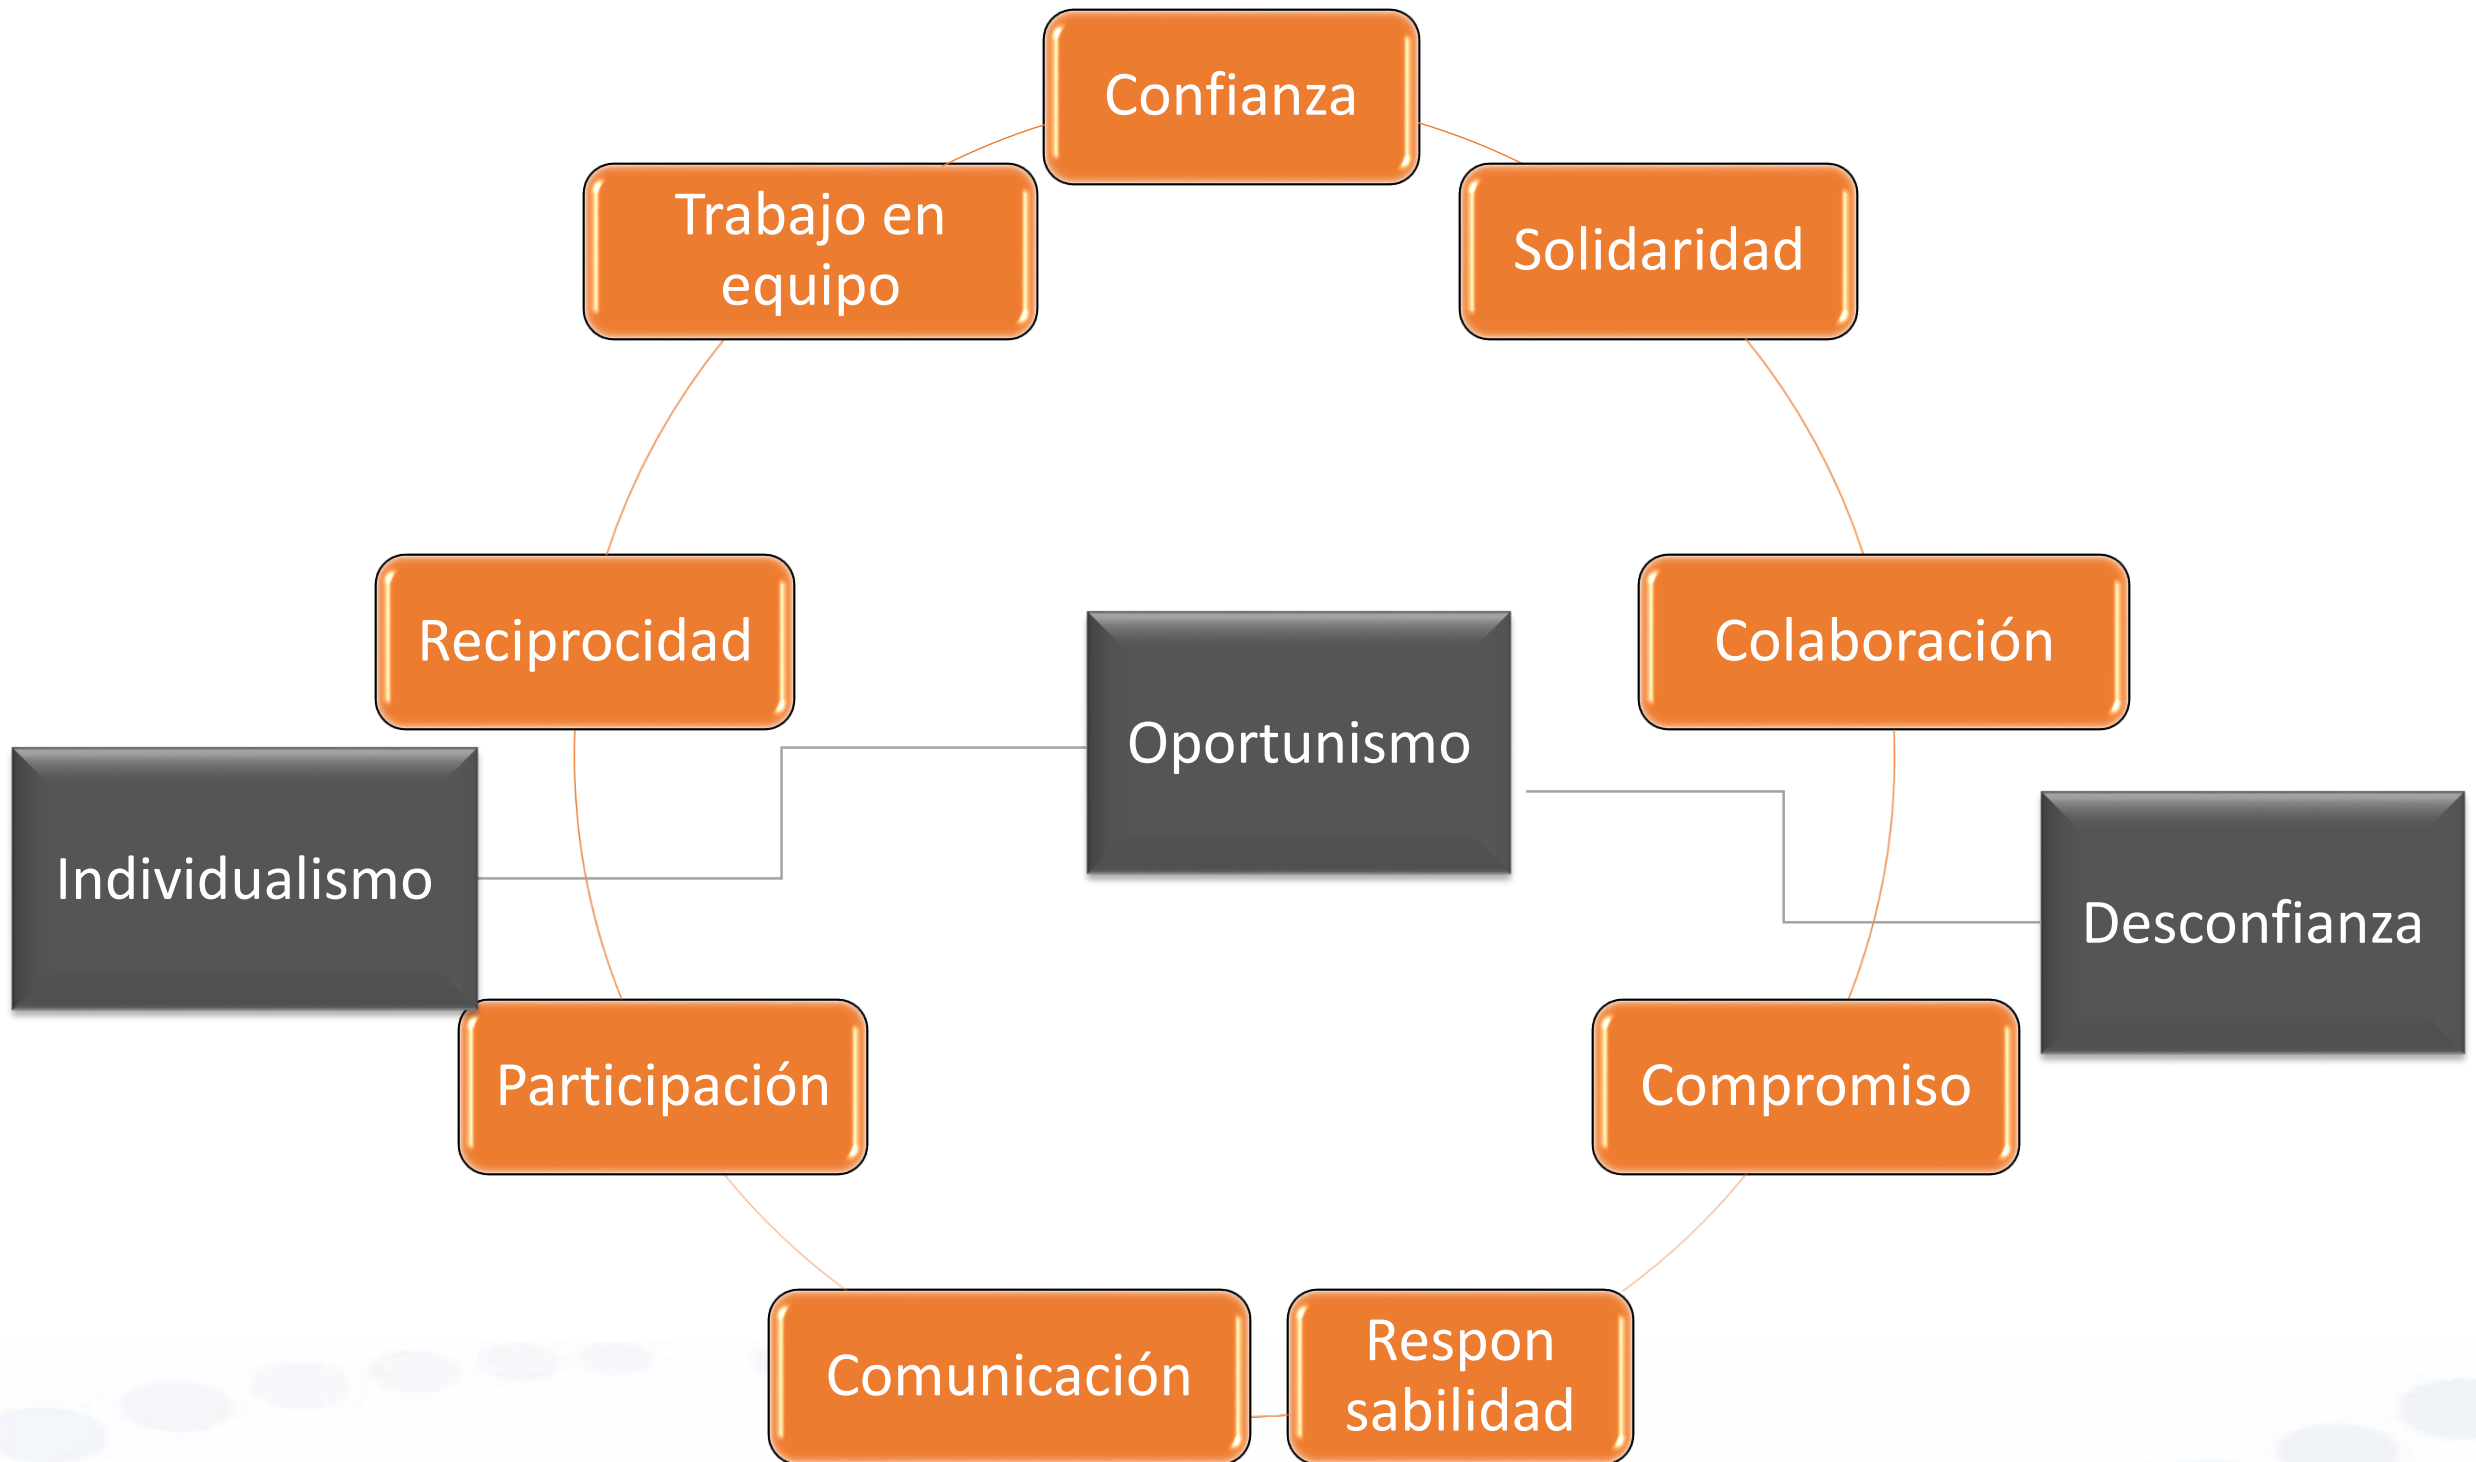 Confianza
Trabajo en
equipo
Solidaridad
Reciprocidad
Colaboración
Oportunismo
Individualismo
Desconfianza
Participación
Compromiso
Comunicación
Respon
sabilidad